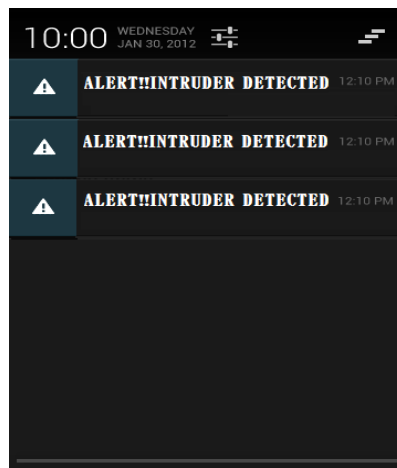 10:00 WEDNESDAY
JAN 30, 2012
ALERT!!INTRUDER DETECTED 12:10 PM
ALERT!!INTRUDER DETECTED 12:10 PM
ALERT!!INTRUDER DETECTED 12:10 PM